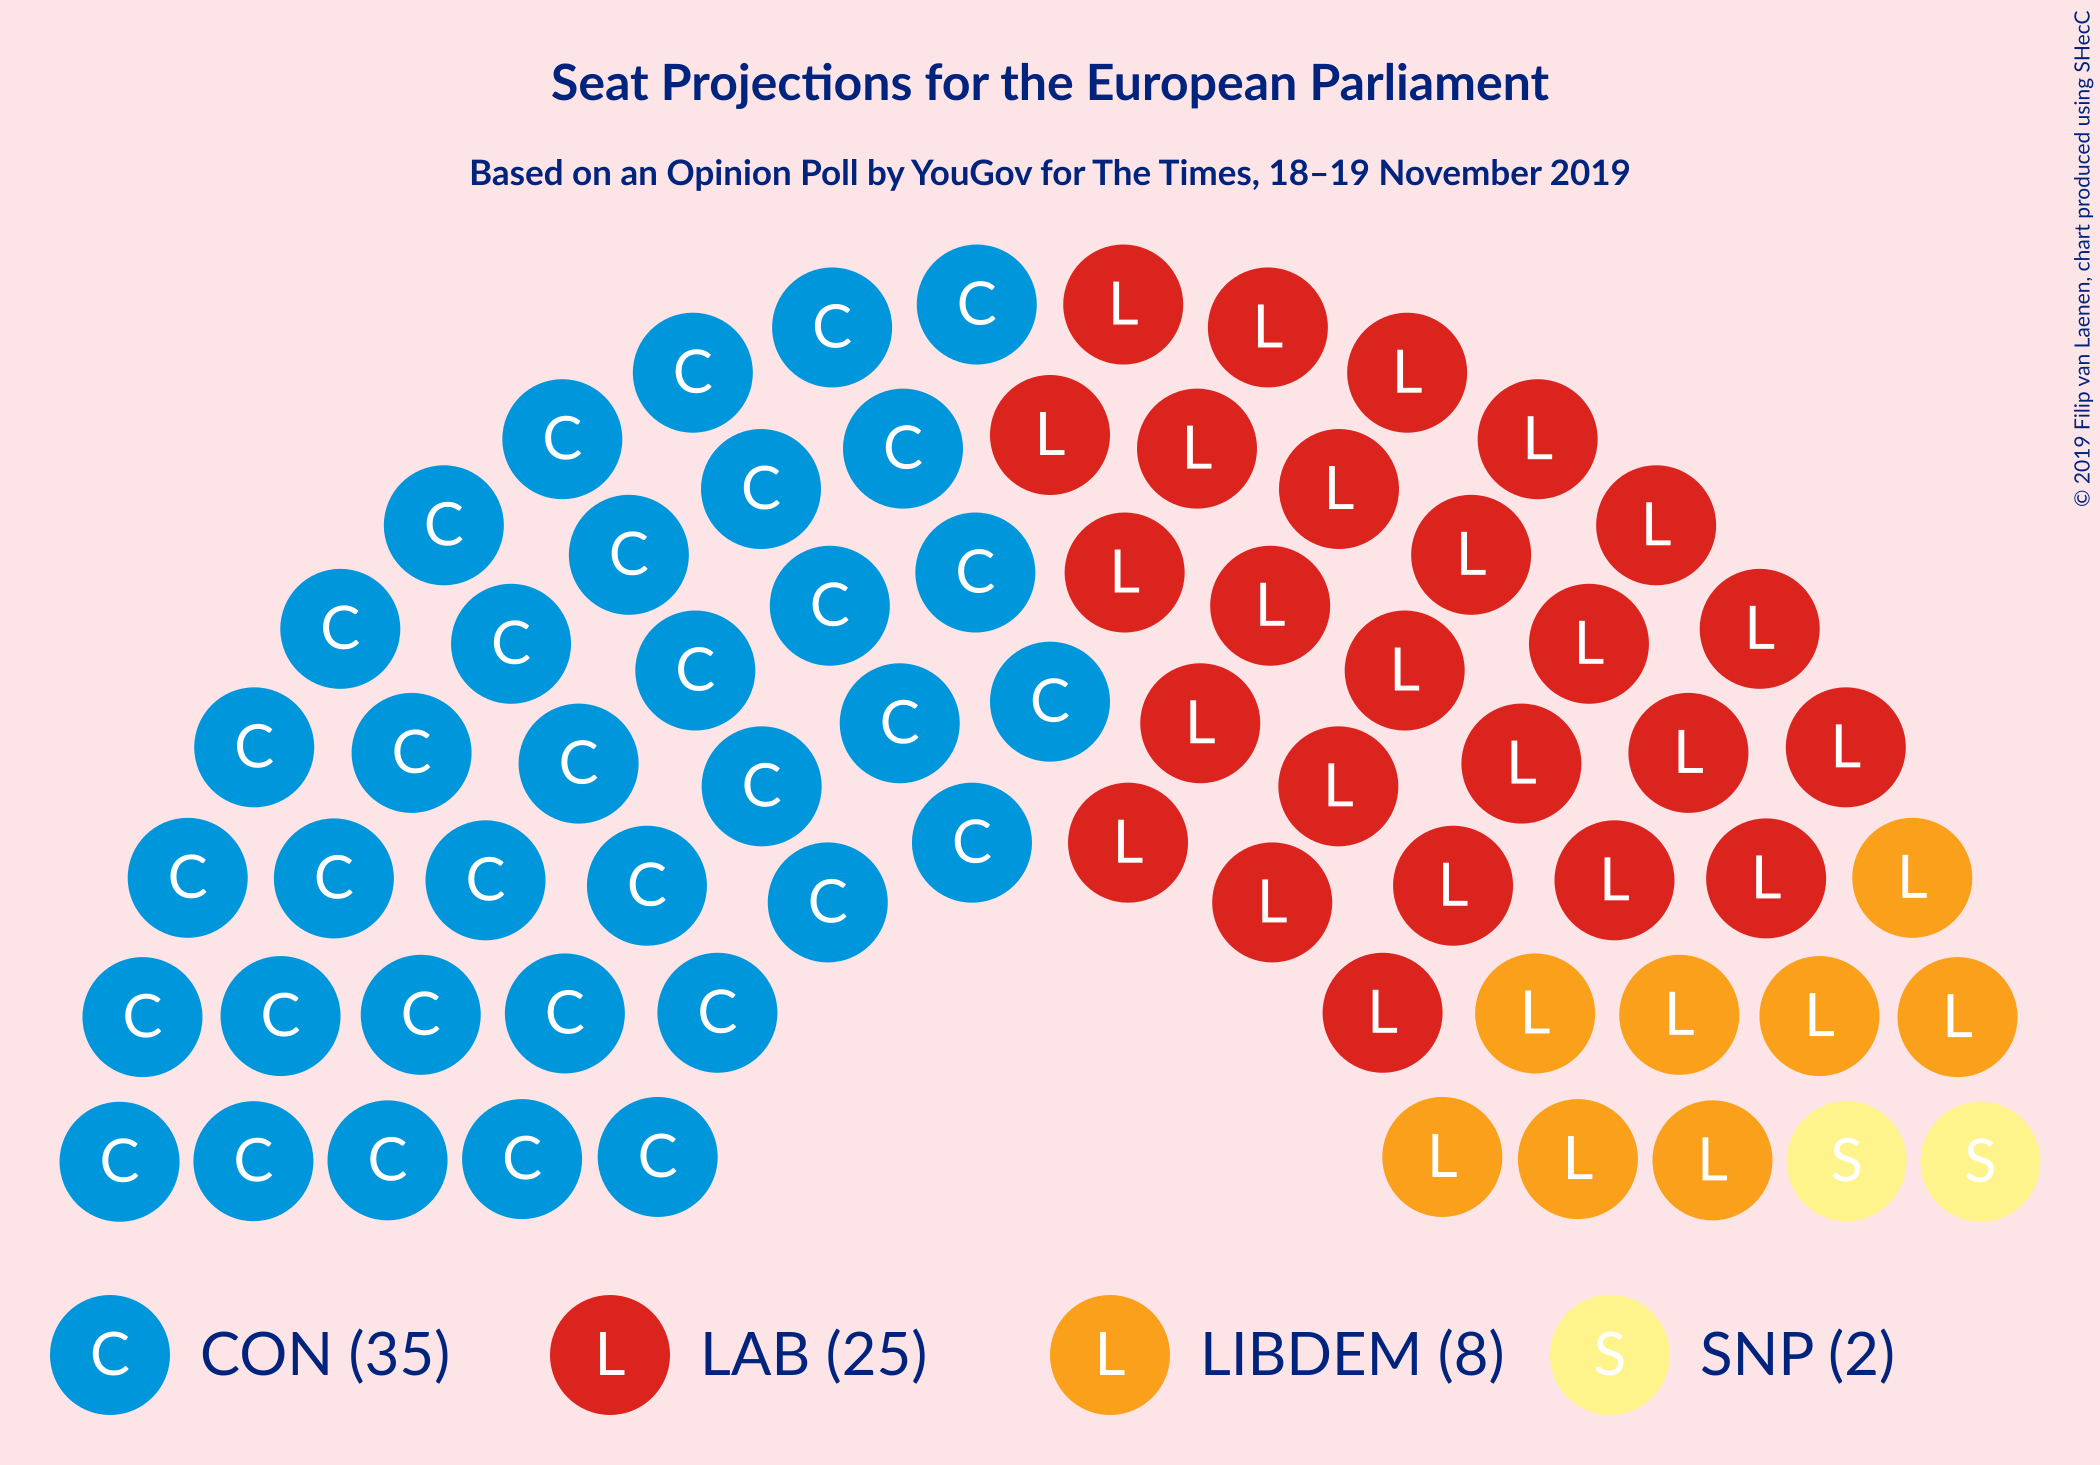 Seat Projections for the European Parliament
Based on an Opinion Poll by YouGov for The Times, 18–19 November 2019
© 2019 Filip van Laenen, chart produced using SHecC
C L L
C C L
C L
C L L
C L
C C L L
C L
C C L L
C C L L
C L
C C L L
C L
C C L L
C C L L
C C L L
C C C L L L
C L
C C L L
C C C C L L L L
C L
C C C C C L L L L L
C C C C C L L L S S
C CON (35) L LAB (25) L LIBDEM (8) S SNP (2)